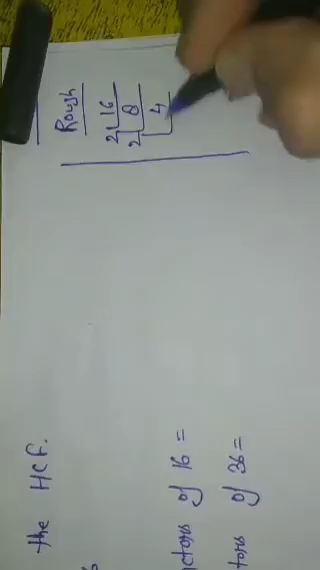 the HCF.
ctors of 16 =
tors of 36 =
Rough
2 16
2 8
4